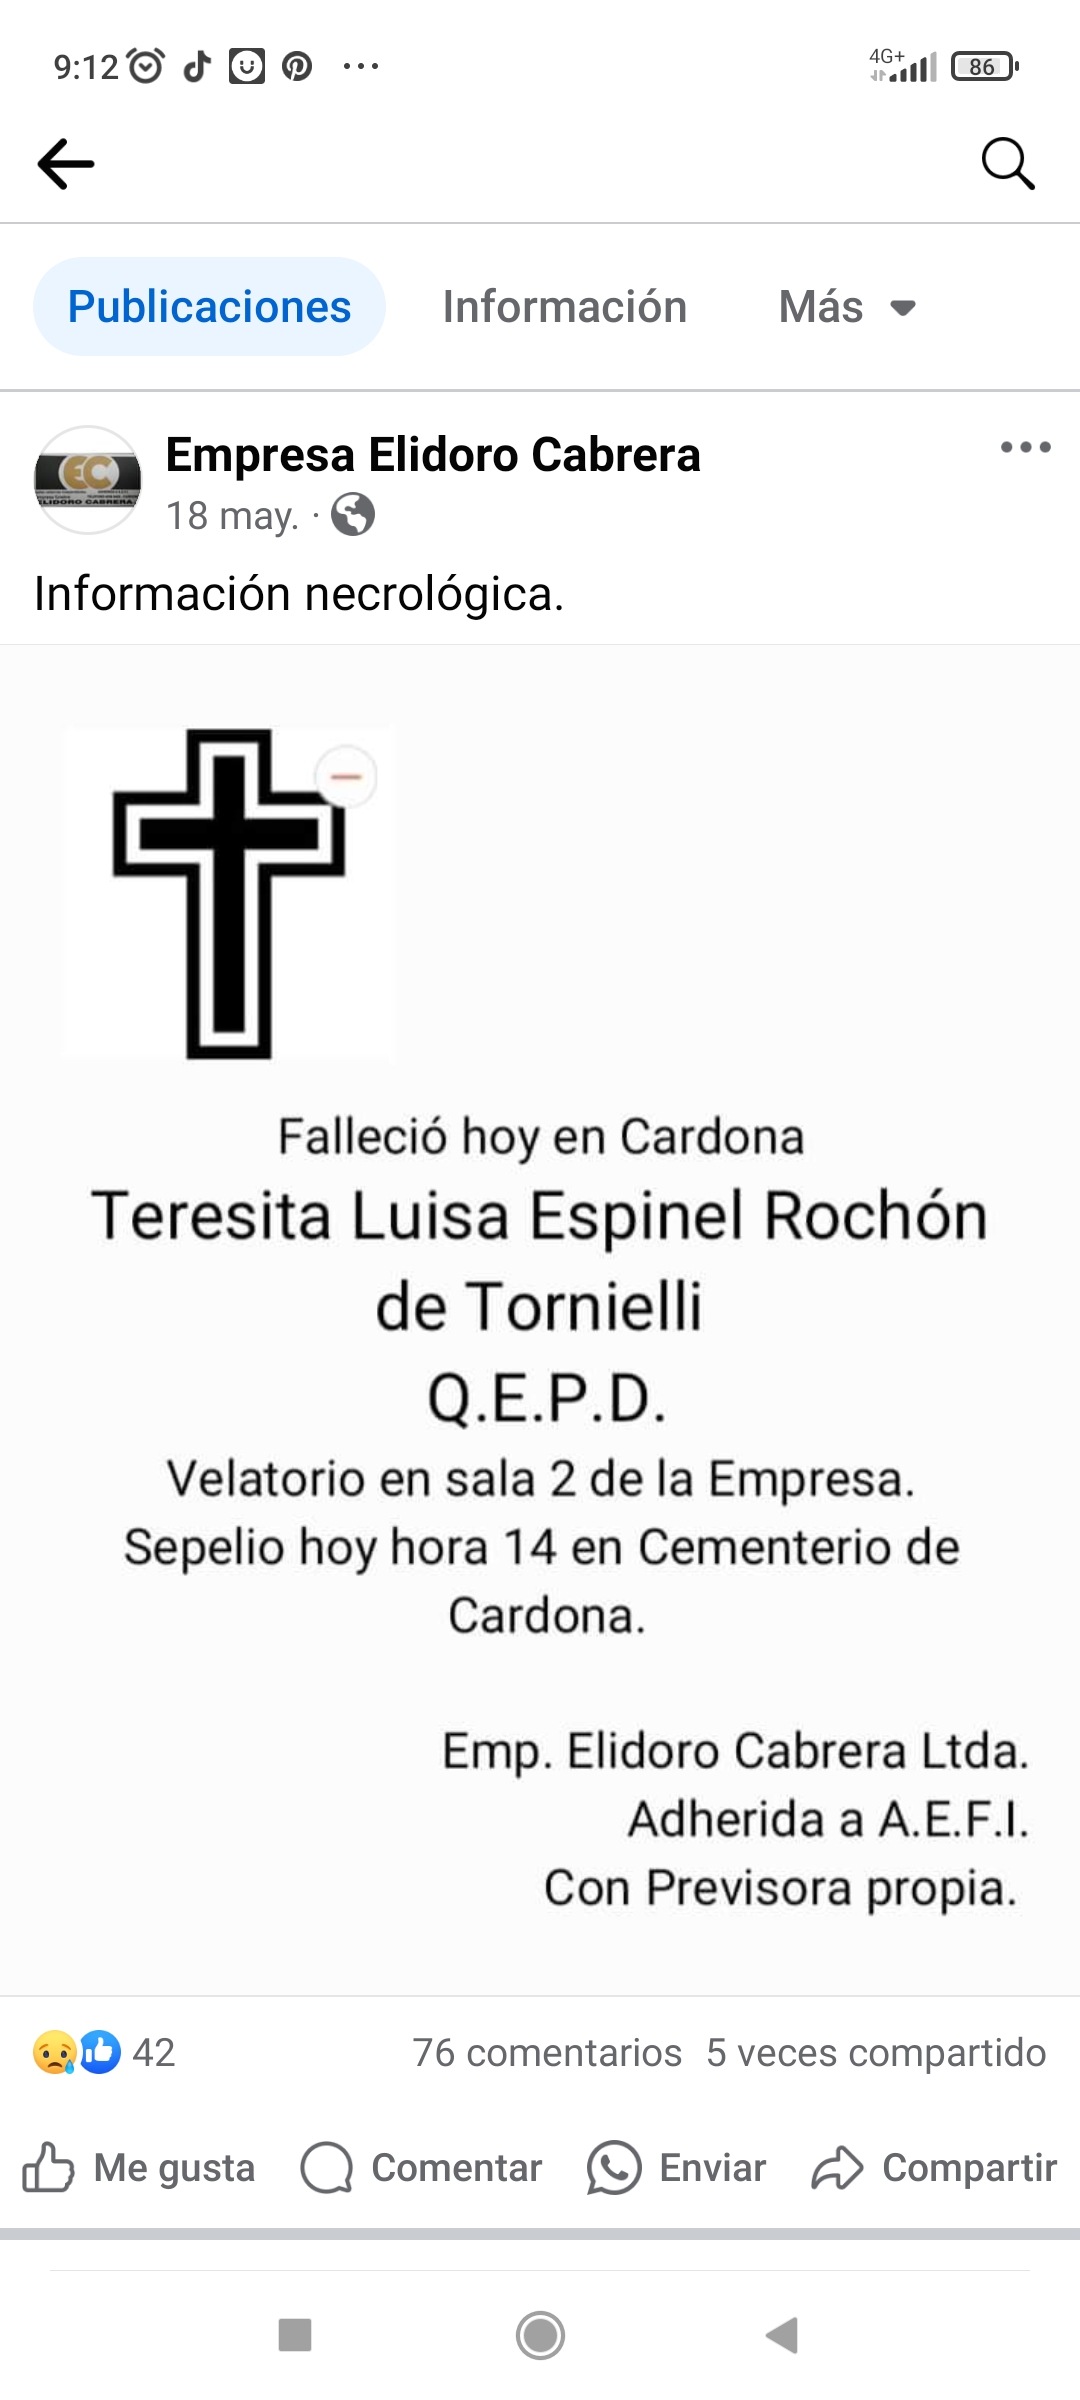 9:12 4G+ 86
Publicaciones Información Más
EC
ELIDORO CABRERA
Empresa Elidoro Cabrera
18 may. ·
Información necrológica.
Falleció hoy en Cardona
Teresita Luisa Espinel Rochón
de Tornielli
Q.E.P.D.
Velatorio en sala 2 de la Empresa.
Sepelio hoy hora 14 en Cementerio de
Cardona.
Emp. Elidoro Cabrera Ltda.
Adherida a A.E.F.I.
Con Previsora propia.
42 76 comentarios 5 veces compartido
Me gusta Comentar Enviar Compartir